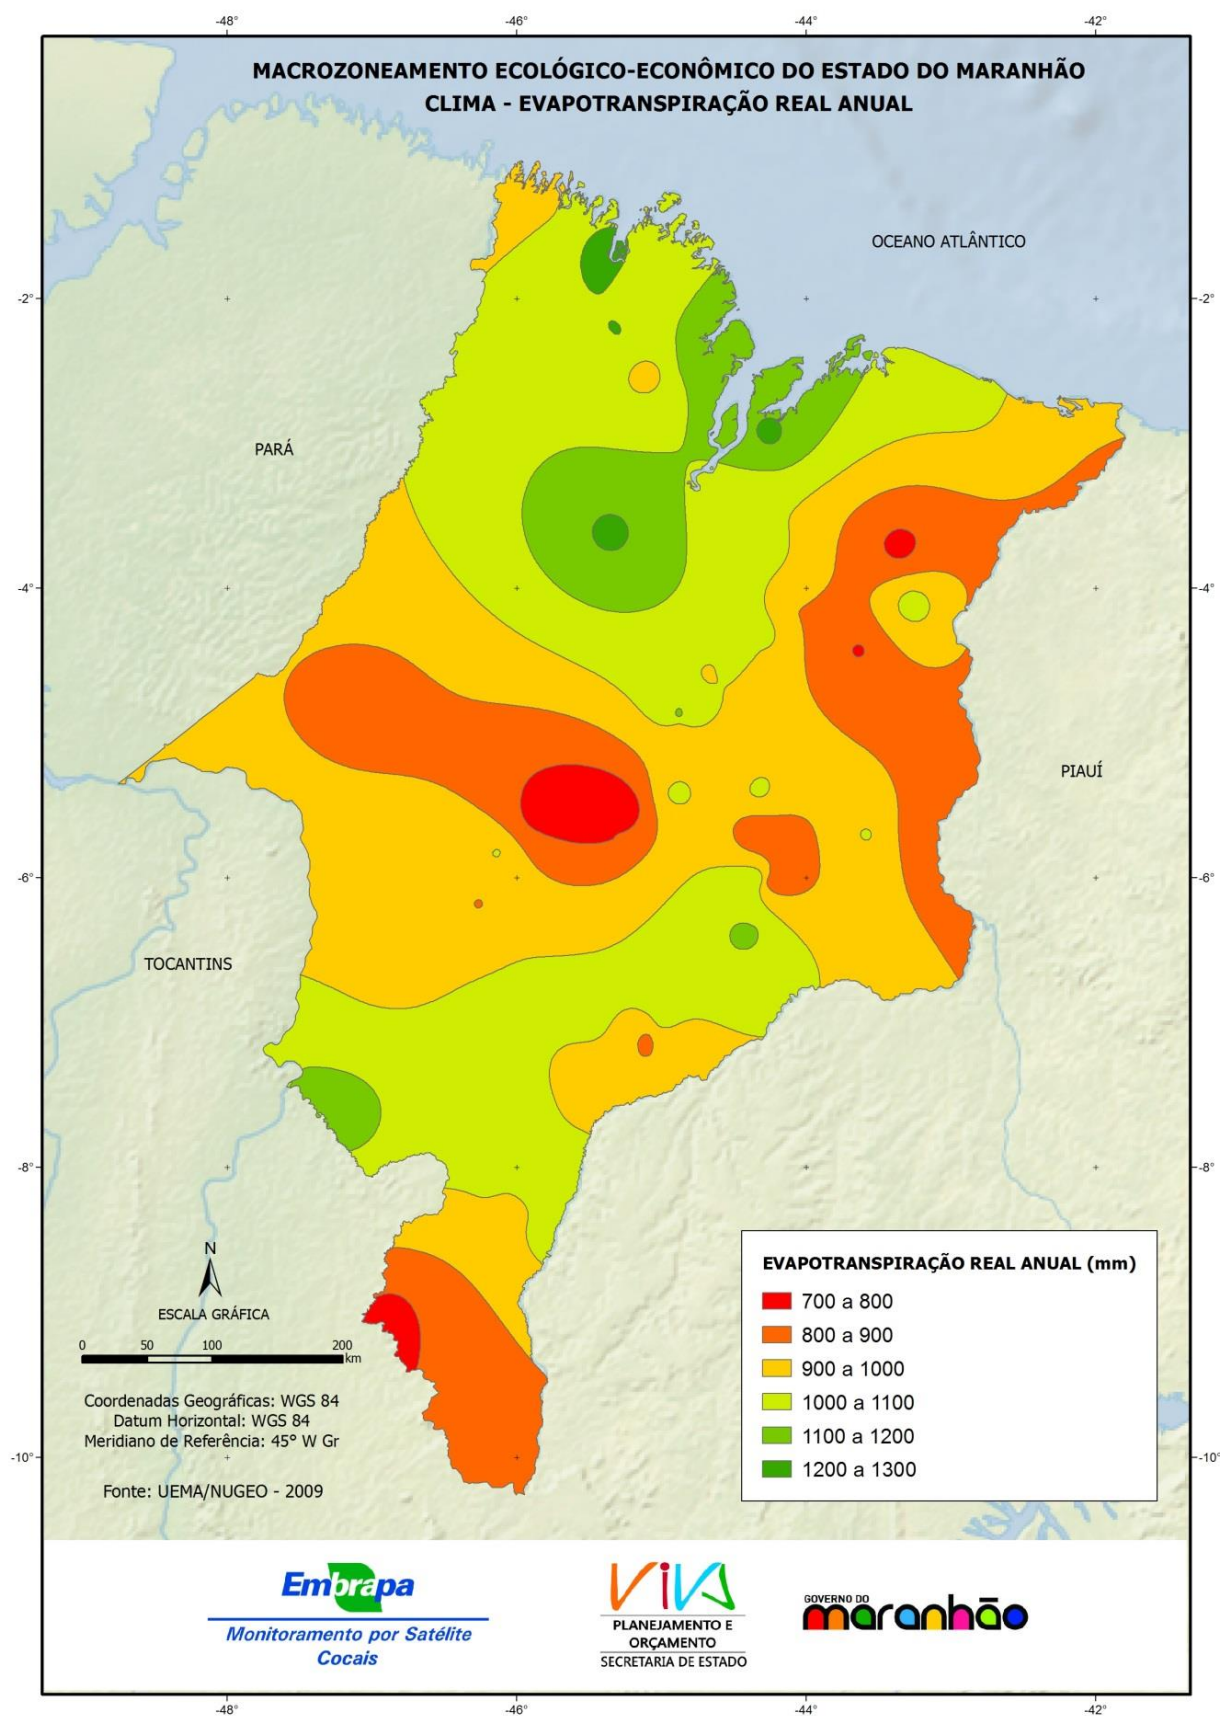 -48°
-46°
-44°
-42°
MACROZONEAMENTO ECOLÓGICO-ECONÔMICO DO ESTADO DO MARANHÃO
CLIMA - EVAPOTRANSPIRAÇÃO REAL ANUAL
OCEANO ATLÂNTICO
-2°
-2°
PARÁ
-4°
-4°
PIAUÍ
-6°
-6°
TOCANTINS
-8°
-8°
N
ESCALA GRÁFICA
0 50 100 200
km
Coordenadas Geográficas: WGS 84
Datum Horizontal: WGS 84
Meridiano de Referência: 45° W Gr
-10°
-10°
Fonte: UEMA/NUGEO - 2009
EVAPOTRANSPIRAÇÃO REAL ANUAL (mm)
700 a 800
800 a 900
900 a 1000
1000 a 1100
1100 a 1200
1200 a 1300
Embrapa
Monitoramento por Satélite
Cocais
VIVA
PLANEJAMENTO E
ORÇAMENTO
SECRETARIA DE ESTADO
GOVERNO DO
maranhão
-48°
-46°
-44°
-42°